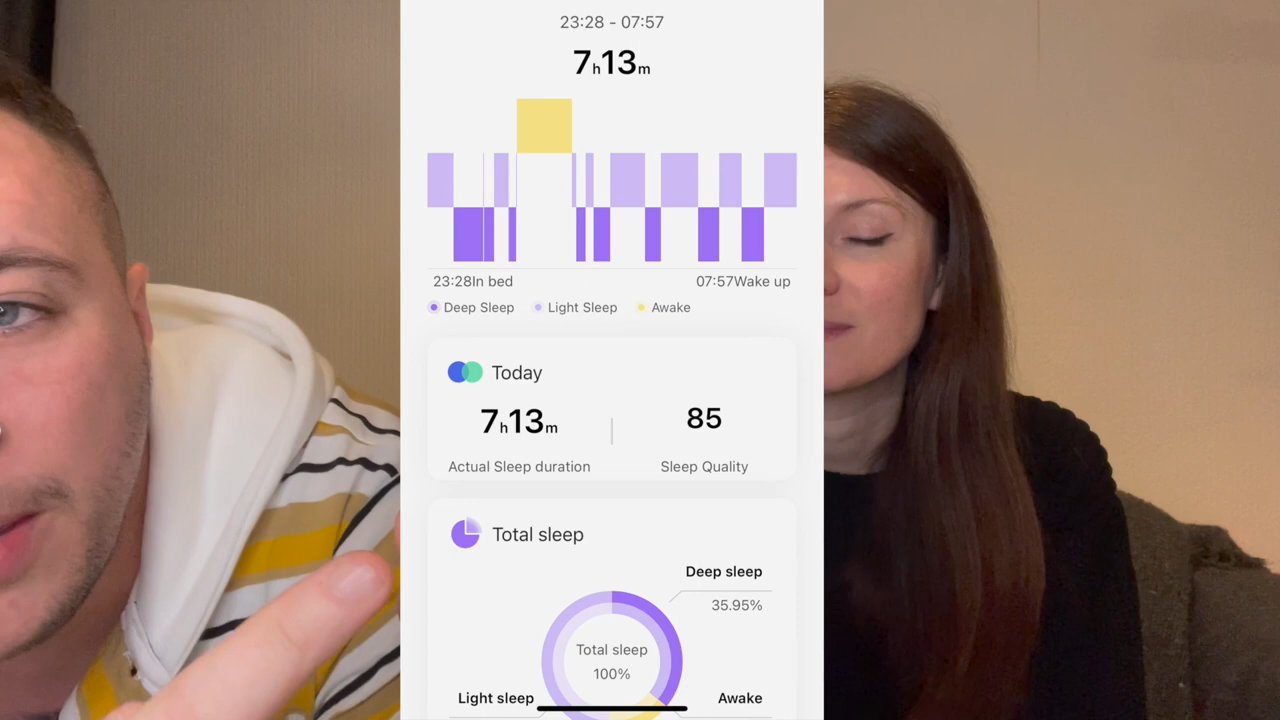 23:28 - 07:57
7h13m
23:28In bed 07:57Wake up
Deep Sleep Light Sleep Awake
Today
7h13m 85
Actual Sleep duration Sleep Quality
Total sleep
Deep sleep
35.95%
Total sleep
100%
Light sleep Awake